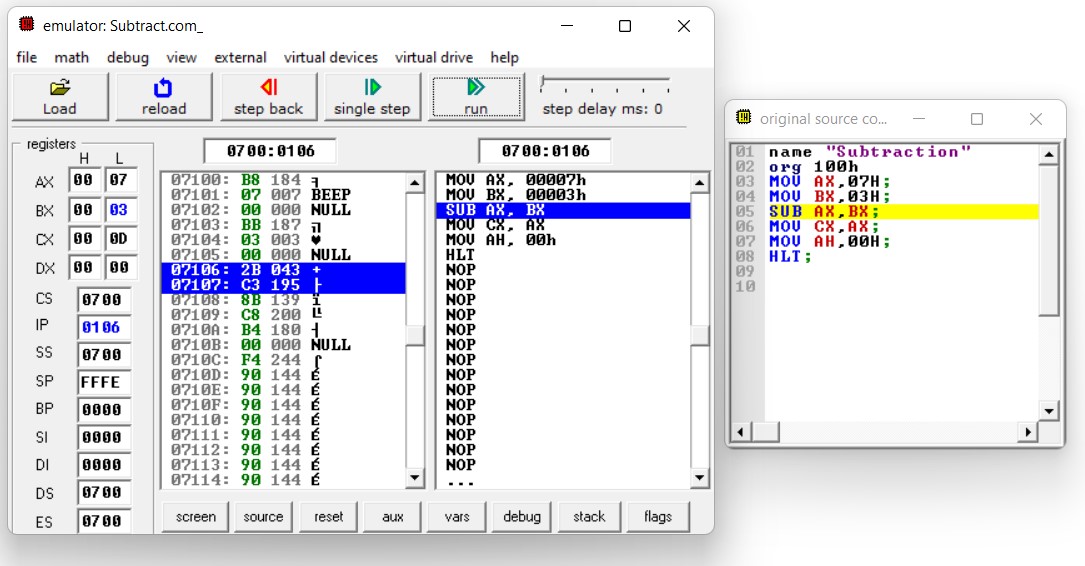 emulator: Subtract.com_
file math debug view external virtual devices virtual drive help
Load reload step back single step run step delay ms: 0
registers
H L
AX 00 07
BX 00 03
CX 00 0D
DX 00 00
CS 0700
IP 0106
SS 0700
SP FFFE
BP 0000
SI 0000
DI 0000
DS 0700
ES 0700
0700:0106
07100: B8 184 ╕
07101: 07 007 BEEP
07102: 00 000 NULL
07103: BB 187 ╗
07104: 03 003 ♥
07105: 00 000 NULL
07106: 2B 043 +
07107: C3 195 ├
07108: 8B 139 ï
07109: C8 200 ╚
0710A: B4 180 ┤
0710B: 00 000 NULL
0710C: F4 244 ⌠
0710D: 90 144 É
0710E: 90 144 É
0710F: 90 144 É
07110: 90 144 É
07111: 90 144 É
07112: 90 144 É
07113: 90 144 É
07114: 90 144 É
0700:0106
MOV AX, 00007h
MOV BX, 00003h
SUB AX, BX
MOV CX, AX
MOV AH, 00h
HLT
NOP
NOP
NOP
NOP
NOP
NOP
NOP
NOP
NOP
NOP
NOP
NOP
NOP
NOP
...
screen source reset aux vars debug stack flags
original source co...
01 name "Subtraction"
02 org 100h
03 MOV AX,07H;
04 MOV BX,03H;
05 SUB AX,BX;
06 MOV CX,AX;
07 MOV AH,00H;
08 HLT;
09
10